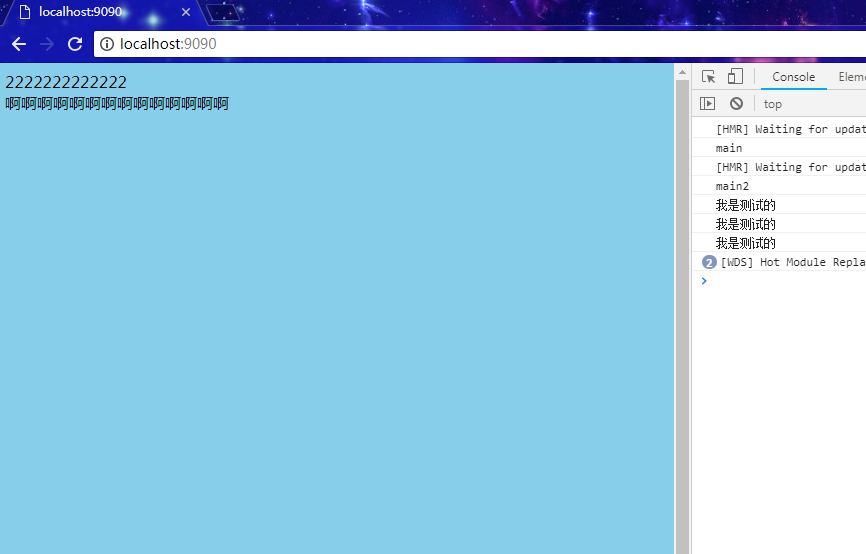 localhost:9090
localhost:9090
2222222222222
啊啊啊啊啊啊啊啊啊啊啊啊啊啊
Console
Eleme
top
[HMR] Waiting for updat
main
[HMR] Waiting for updat
main2
我是测试的
我是测试的
我是测试的
2 [WDS] Hot Module Repla